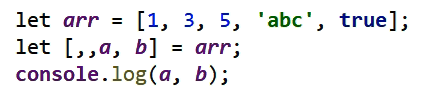 let arr = [1, 3, 5, 'abc', true];
let [,,a, b] = arr;
console.log(a, b);